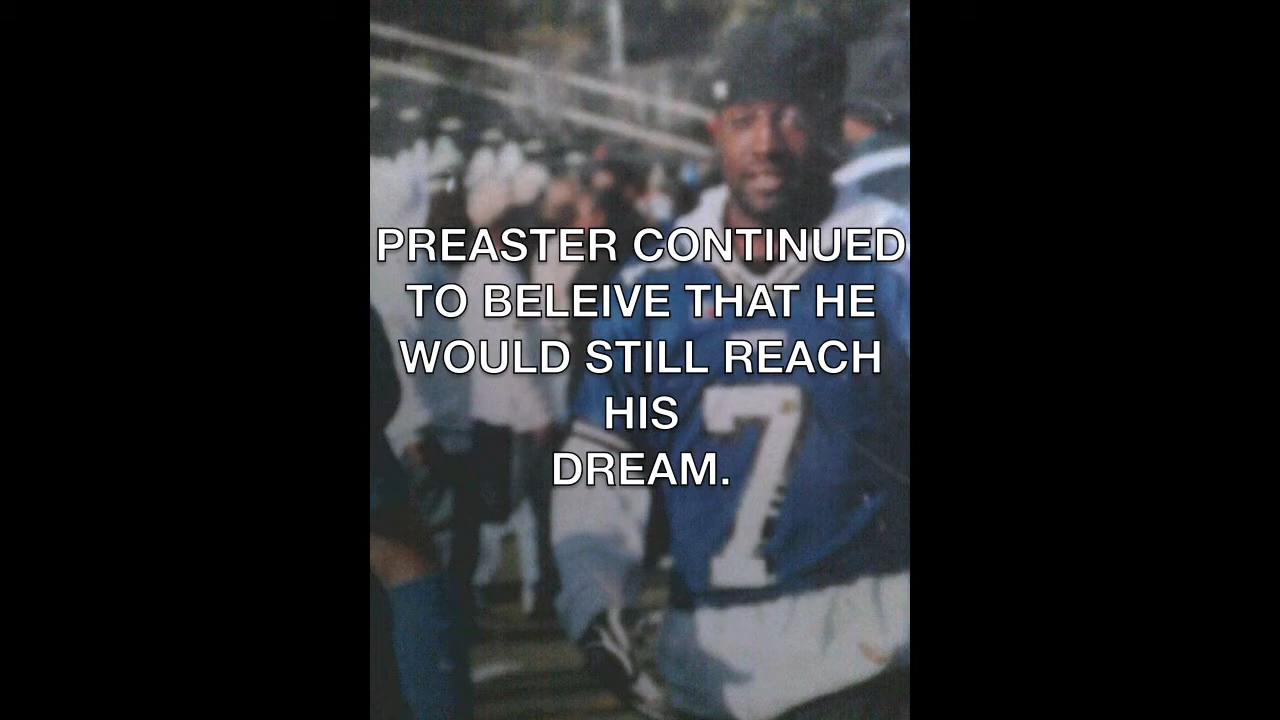 PREASTER CONTINUED
TO BELEIVE THAT HE
WOULD STILL REACH
HIS
DREAM.
7